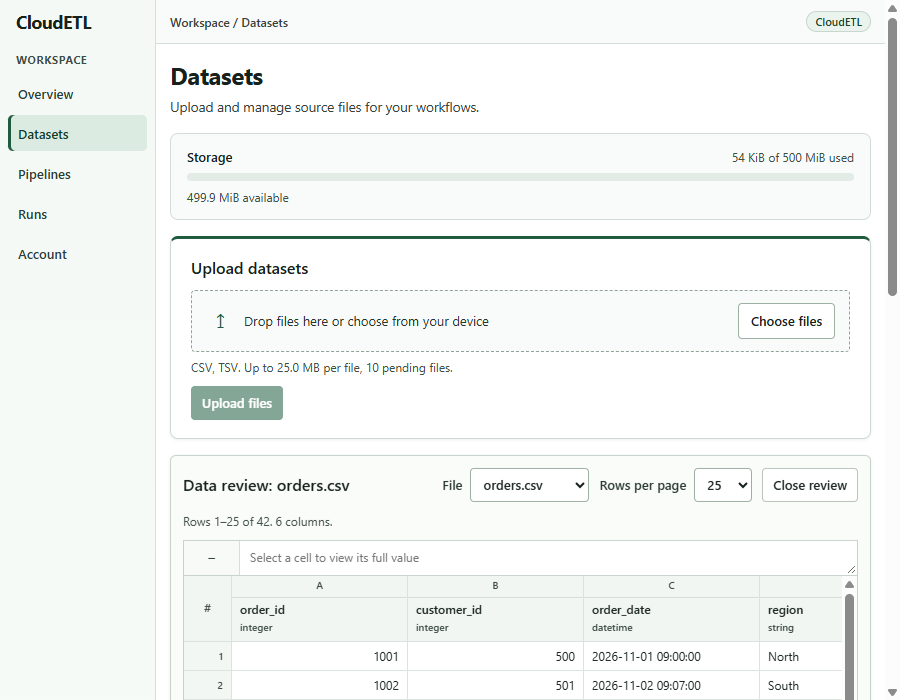 CloudETL
WORKSPACE
Overview
Datasets
Pipelines
Runs
Account
Workspace / Datasets
CloudETL
Datasets
Upload and manage source files for your workflows.
Storage
54 KiB of 500 MiB used
499.9 MiB available
Upload datasets
Drop files here or choose from your device
Choose files
CSV, TSV. Up to 25.0 MB per file, 10 pending files.
Upload files
Data review: orders.csv
File
orders.csv
Rows per page
25
Close review
Rows 1–25 of 42. 6 columns.
–
Select a cell to view its full value
A B C
# order_id customer_id order_date region
integer integer datetime string
1 1001 500 2026-11-01 09:00:00 North
2 1002 501 2026-11-02 09:07:00 South